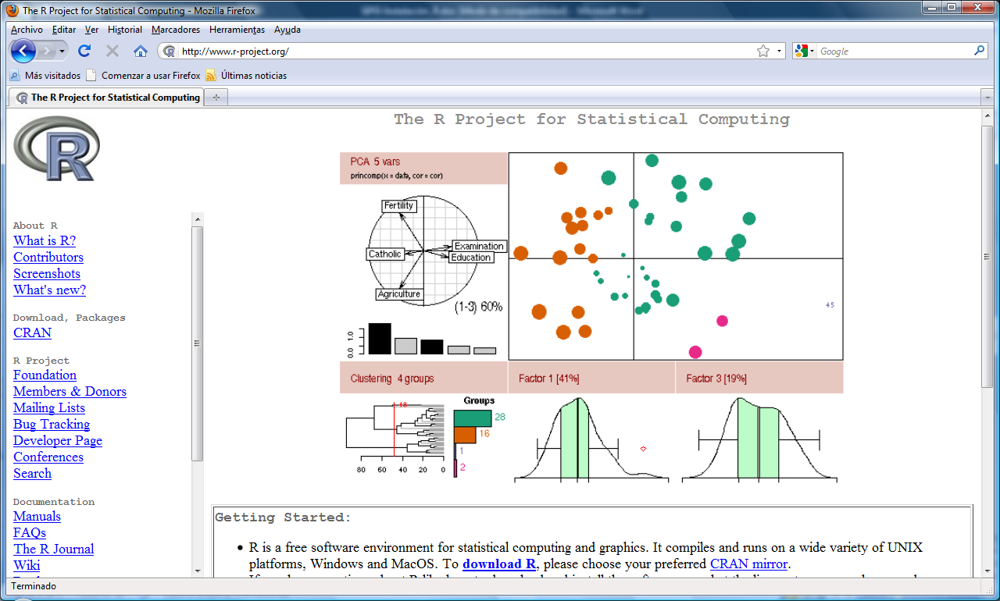 The R Project for Statistical Computing - Mozilla Firefox
Archivo Editar Ver Historial Marcadores Herramientas Ayuda
http://www.r-project.org/
Google
Más visitados Comenzar a usar Firefox Últimas noticias
The R Project for Statistical Computing
R
About R
What is R?
Contributors
Screenshots
What's new?
Download, Packages
CRAN
R Project
Foundation
Members & Donors
Mailing Lists
Bug Tracking
Developer Page
Conferences
Search
Documentation
Manuals
FAQs
The R Journal
Wiki
The R Project for Statistical Computing
PCA 5 vars
princomp(x = data, cor = cor)
Fertility
Examination
Catholic
Education
Agriculture
(1-3) 60%
1.0
0.0
45
Clustering 4 groups
Factor 1 [41%]
Factor 3 [19%]
Groups
28
16
1
2
80 60 40 20 0
Getting Started:
R is a free software environment for statistical computing and graphics. It compiles and runs on a wide variety of UNIX
platforms, Windows and MacOS. To download R, please choose your preferred CRAN mirror.
Terminado